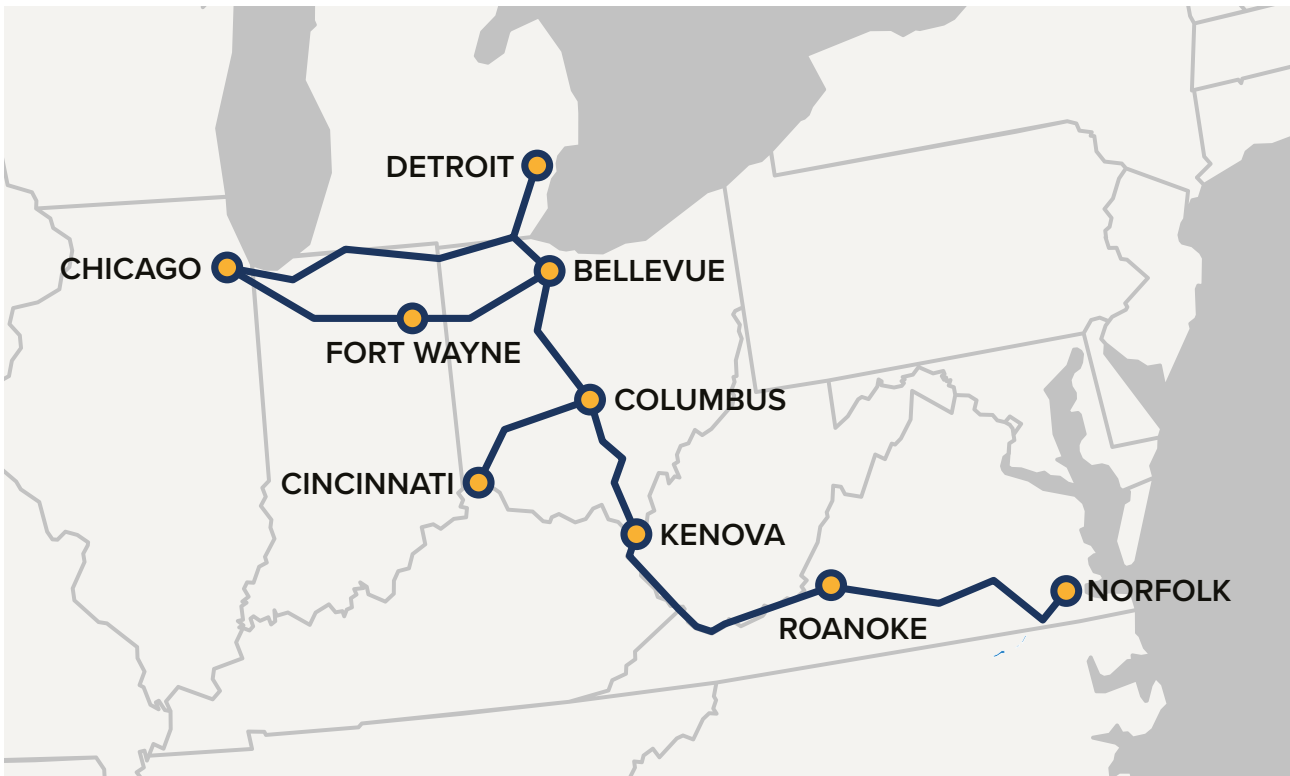 DETROIT
CHICAGO
BELLEVUE
FORT WAYNE
COLUMBUS
CINCINNATI
KENOVA
NORFOLK
ROANOKE